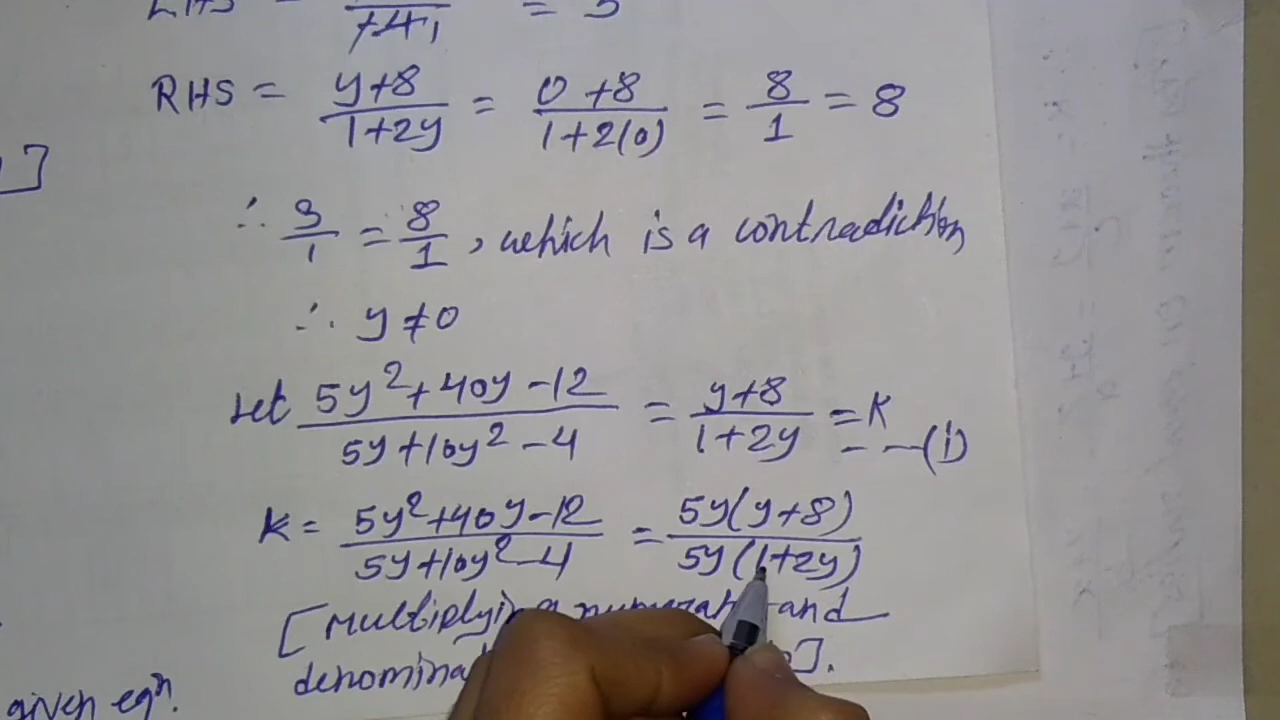 = 3
RHS = y+8 / 1+2y = 0+8 / 1+2(0) = 8/1 = 8
]
∴ 3/1 = 8/1, which is a contradiction
∴ y ≠ 0
Let 5y²+40y-12 / 5y+10y²-4 = y+8 / 1+2y = K
---(i)
K = 5y²+40y-12 / 5y+10y²-4 = 5y(y+8) / 5y(1+2y)
[Multiplying and
].
given eqⁿ.